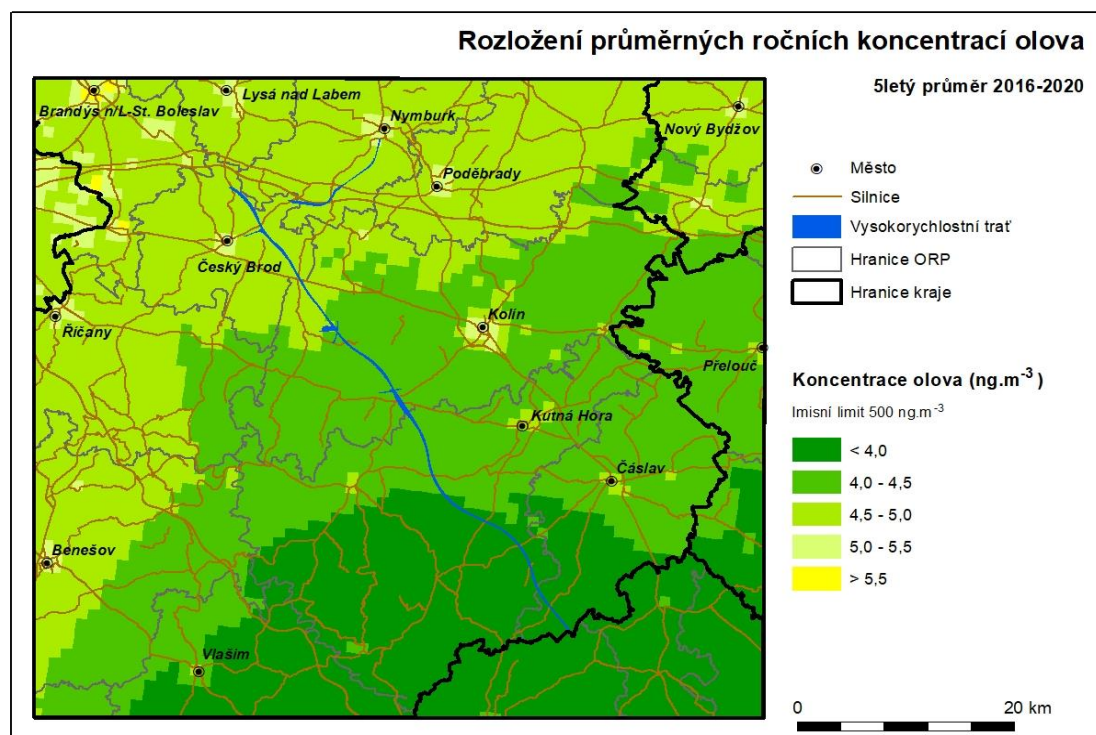 Rozložení průměrných ročních koncentrací olova
5letý průměr 2016-2020
Brandýs n/L-St. Boleslav
Lysá nad Labem
Nymburk
Nový Bydžov
Poděbrady
Český Brod
Říčany
Kolín
Přelouč
Kutná Hora
Čáslav
Benešov
Vlašim
Město
Silnice
Vysokorychlostní trať
Hranice ORP
Hranice kraje
Koncentrace olova (ng.m⁻³)
Imisní limit 500 ng.m⁻³
< 4,0
4,0 - 4,5
4,5 - 5,0
5,0 - 5,5
> 5,5
0 20 km